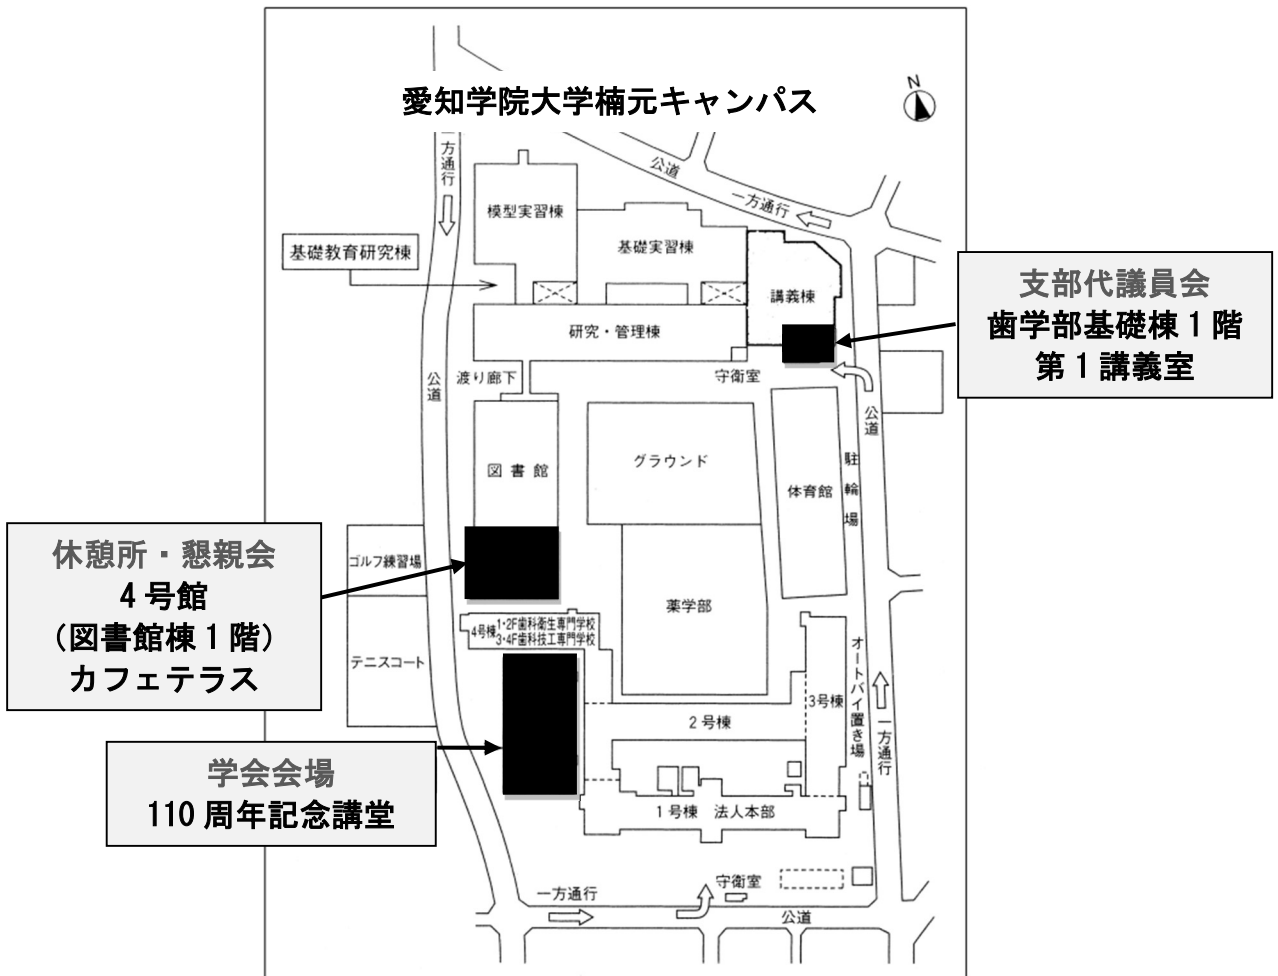 愛知学院大学楠元キャンパス
N
一方通行
公道
一方通行
模型実習棟
基礎実習棟
基礎教育研究棟
講義棟
支部代議員会
歯学部基礎棟1階
第1講義室
研究・管理棟
渡り廊下
守衛室
公道
公道
図書館
グラウンド
体育館
駐輪場
休憩所・懇親会
4号館
（図書館棟1階）
カフェテラス
ゴルフ練習場
テニスコート
薬学部
4号棟
1・2F歯科衛生専門学校
3・4F歯科技工専門学校
オートバイ置き場
3号棟
2号棟
一方通行
学会会場
110周年記念講堂
1号棟 法人本部
守衛室
一方通行
公道